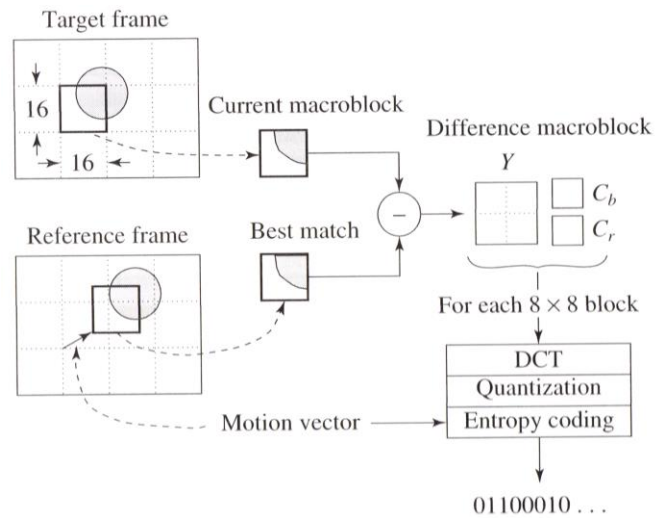 Target frame
16
16
Current macroblock
Difference macroblock
Y
C_b
C_r
Reference frame
Best match
−
For each 8 × 8 block
DCT
Quantization
Entropy coding
Motion vector
01100010 . . .